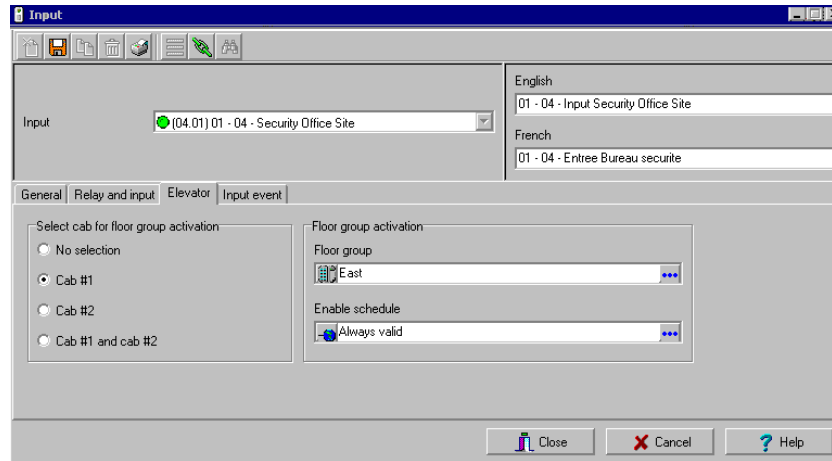 Input
English
01 - 04 - Input Security Office Site
Input
(04.01) 01 - 04 - Security Office Site
French
01 - 04 - Entree Bureau securite
General Relay and input Elevator Input event
Select cab for floor group activation
No selection
Cab #1
Cab #2
Cab #1 and cab #2
Floor group activation
Floor group
East
Enable schedule
Always valid
Close Cancel Help